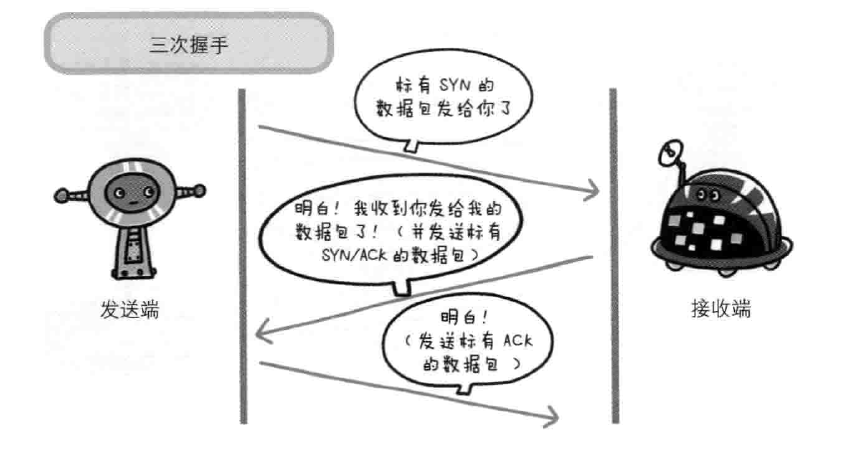 三次握手
标有 SYN 的
数据包发给你了
明白！我收到你发给我的
数据包了！（并发送标有
SYN/ACK 的数据包）
发送端
接收端
明白！
（发送标有 ACK
的数据包）